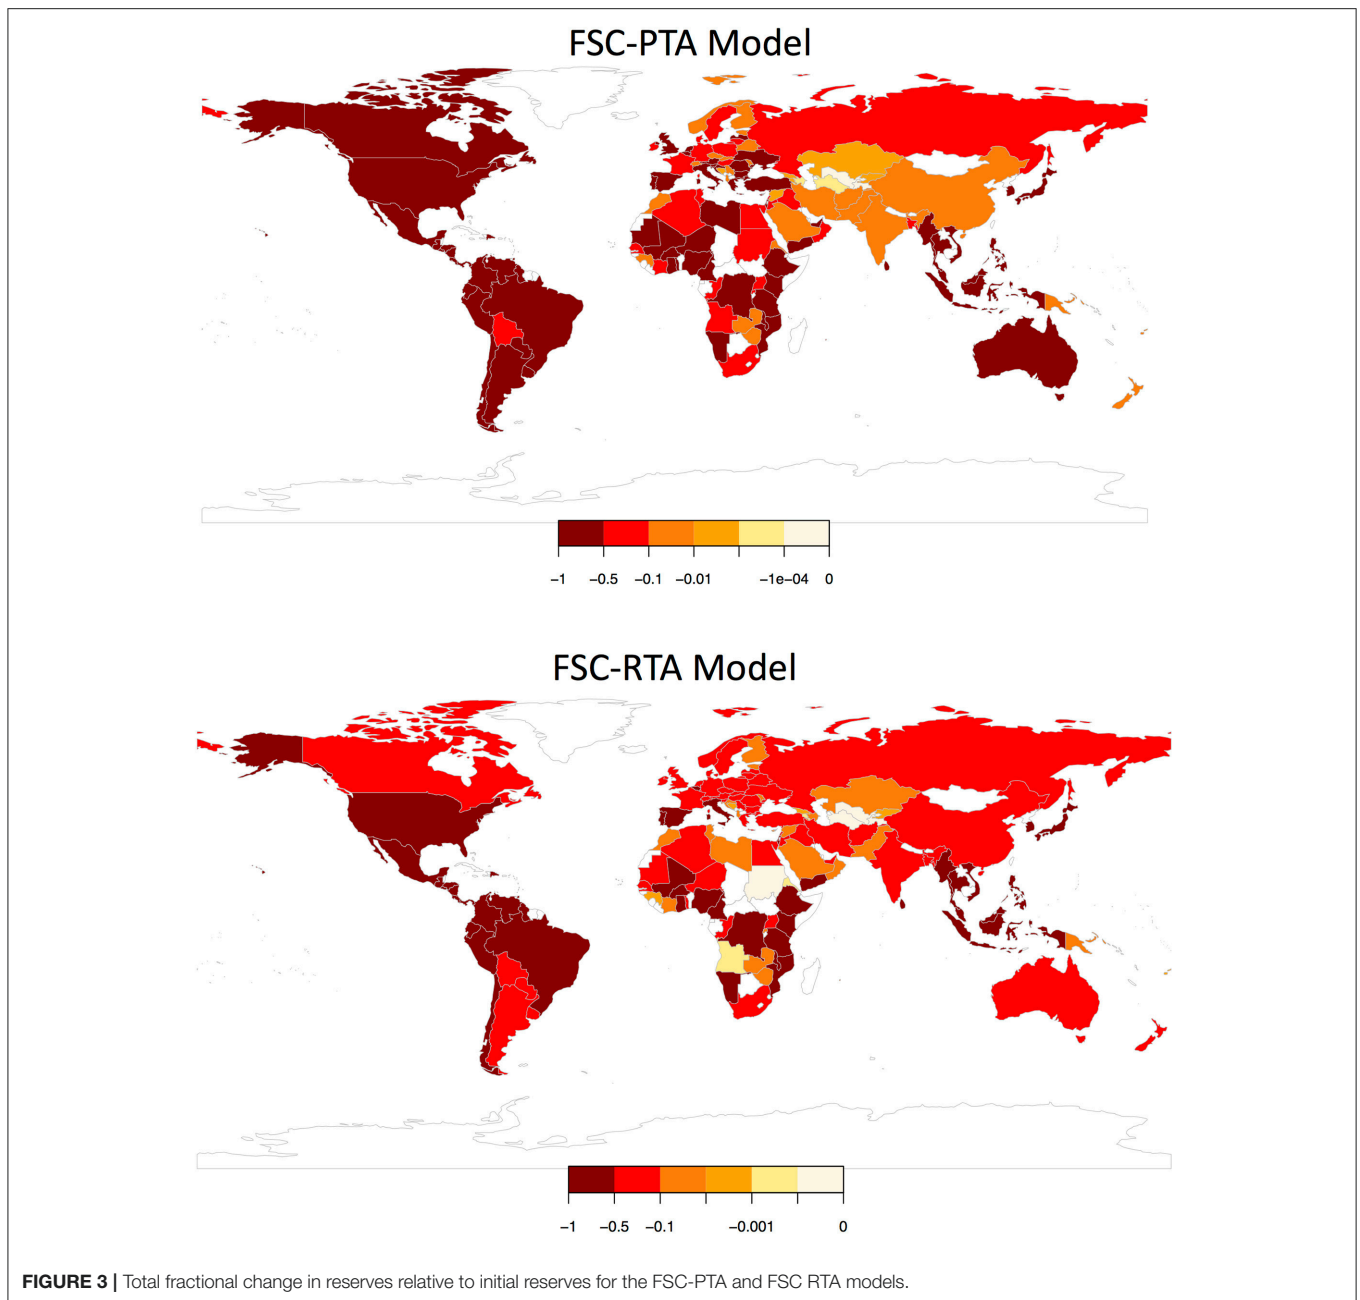 FSC-PTA Model
−1 −0.5 −0.1 −0.01 −1e−04 0
FSC-RTA Model
−1 −0.5 −0.1 −0.001 0
FIGURE 3 | Total fractional change in reserves relative to initial reserves for the FSC-PTA and FSC RTA models.